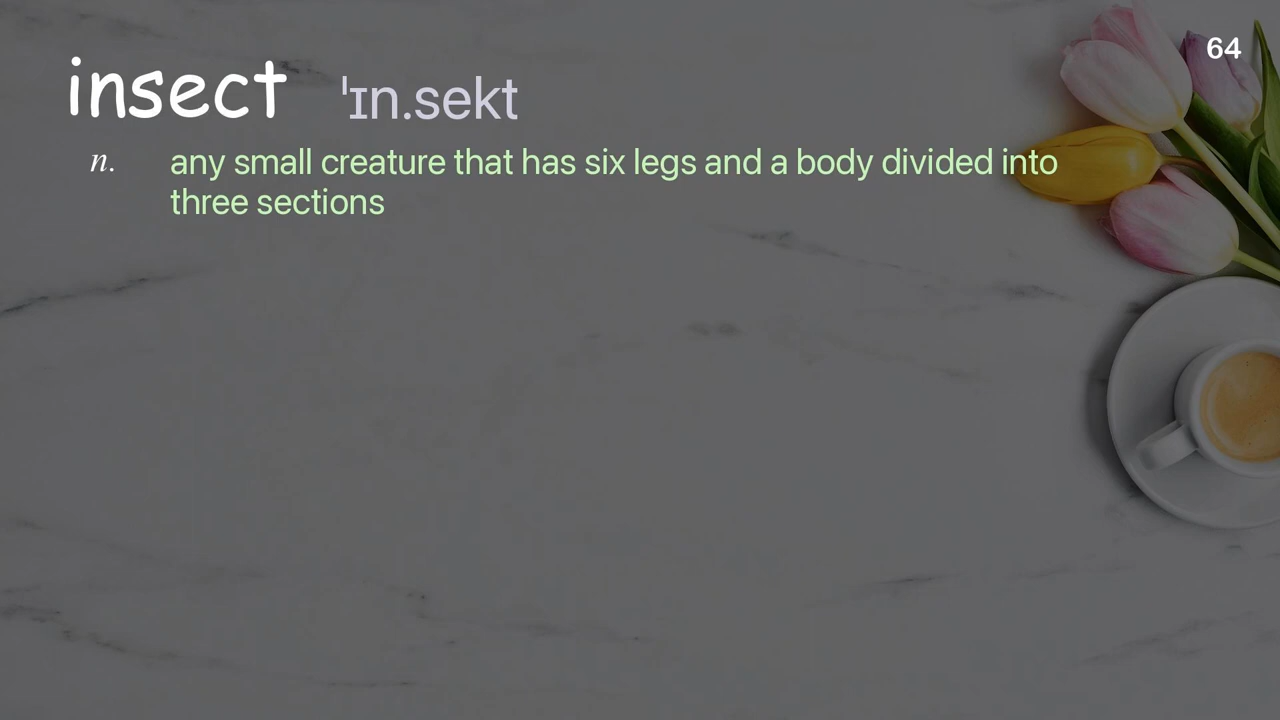 64
insect ˈɪn.sekt
n. any small creature that has six legs and a body divided into
three sections